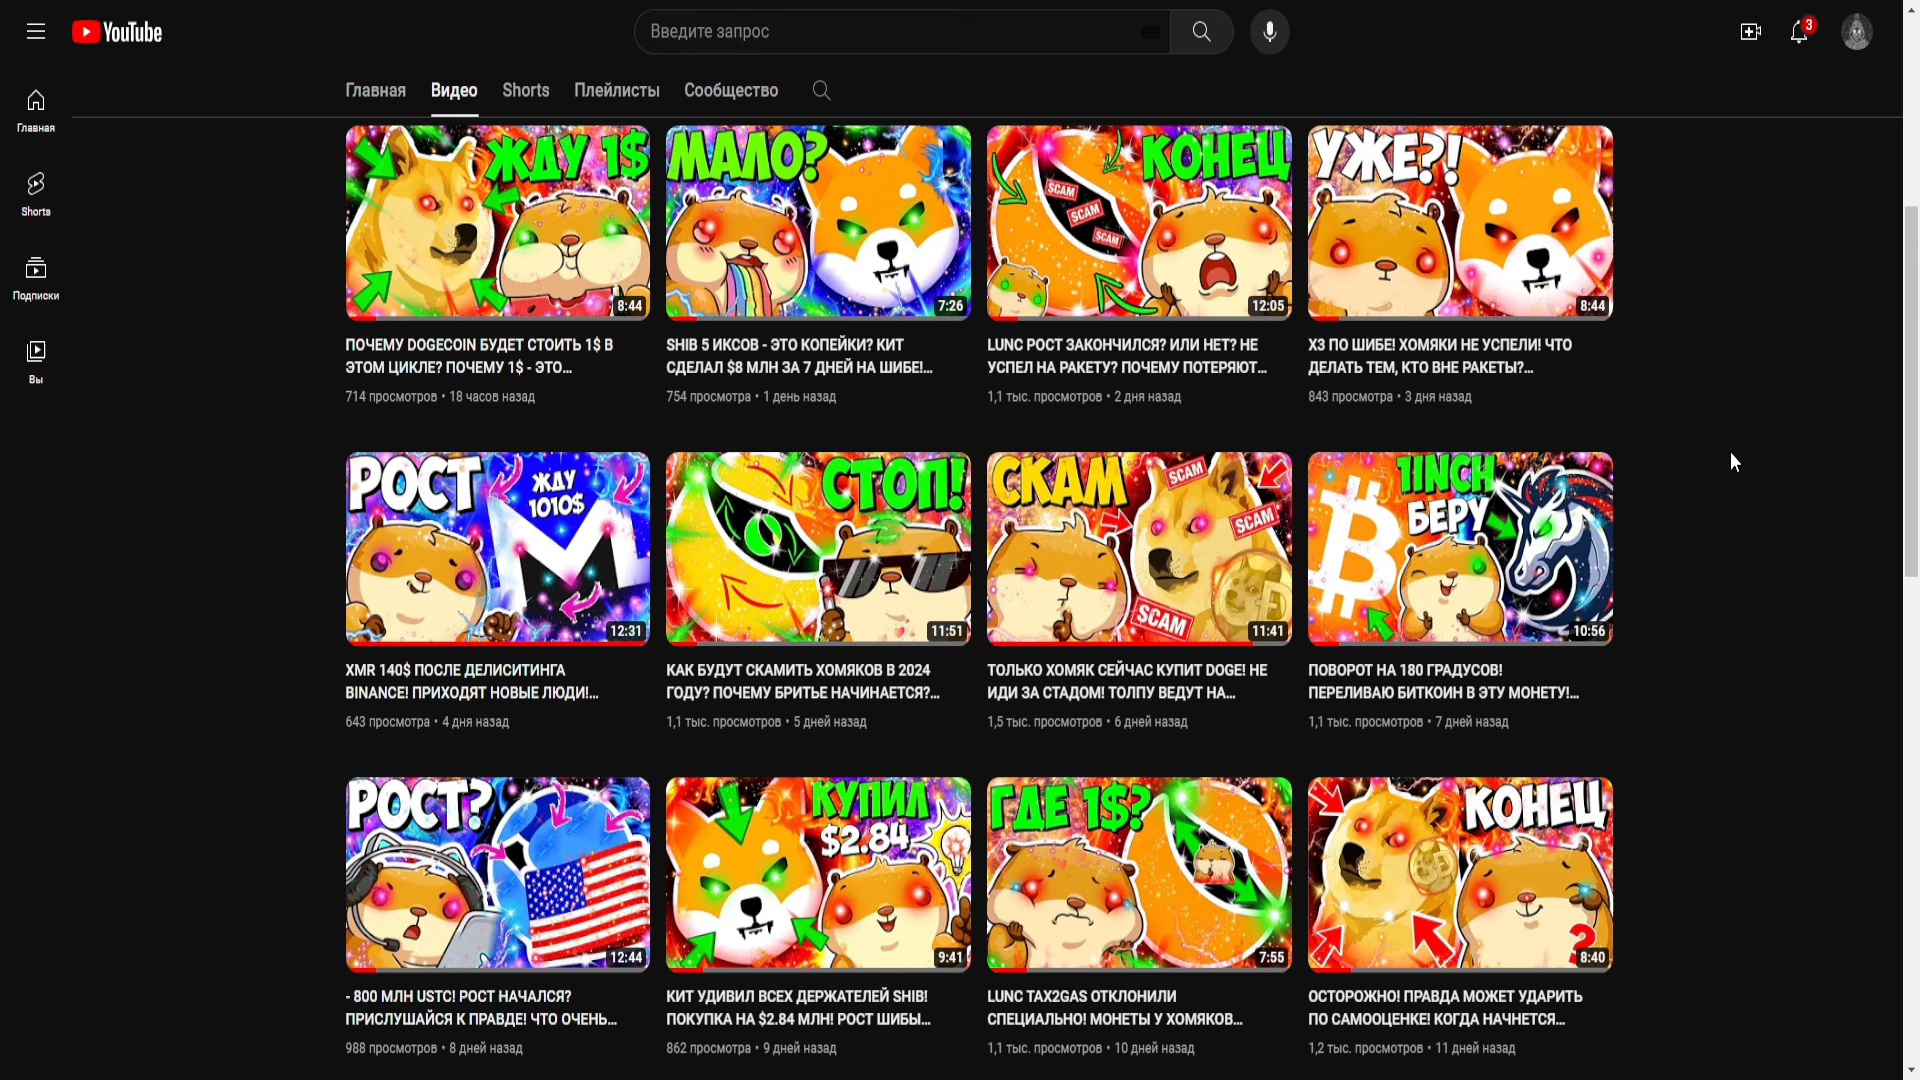 YouTube
Введите запрос
3
Главная
Видео
Shorts
Плейлисты
Сообщество
Главная
Shorts
Подписки
Вы
ЖДУ 1$
8:44
МАЛО?
7:26
КОНЕЦ
SCAM
SCAM
SCAM
12:05
УЖЕ?!
8:44
ПОЧЕМУ DOGECOIN БУДЕТ СТОИТЬ 1$ В
ЭТОМ ЦИКЛЕ? ПОЧЕМУ 1$ - ЭТО...
714 просмотров • 18 часов назад
SHIB 5 ИКСОВ - ЭТО КОПЕЙКИ? КИТ
СДЕЛАЛ $8 МЛН ЗА 7 ДНЕЙ НА ШИБЕ!...
754 просмотра • 1 день назад
LUNC РОСТ ЗАКОНЧИЛСЯ? ИЛИ НЕТ? НЕ
УСПЕЛ НА РАКЕТУ? ПОЧЕМУ ПОТЕРЯЮТ...
1,1 тыс. просмотров • 2 дня назад
X3 ПО ШИБЕ! ХОМЯКИ НЕ УСПЕЛИ! ЧТО
ДЕЛАТЬ ТЕМ, КТО ВНЕ РАКЕТЫ?...
843 просмотра • 3 дня назад
РОСТ
ЖДУ
1010$
12:31
СТОП!
11:51
СКАМ
SCAM
SCAM
SCAM
11:41
1INCH
БЕРУ
10:56
XMR 140$ ПОСЛЕ ДЕЛИСИТИНГА
BINANCE! ПРИХОДЯТ НОВЫЕ ЛЮДИ!...
643 просмотра • 4 дня назад
КАК БУДУТ СКАМИТЬ ХОМЯКОВ В 2024
ГОДУ? ПОЧЕМУ БРИТЬЕ НАЧИНАЕТСЯ?...
1,1 тыс. просмотров • 5 дней назад
ТОЛЬКО ХОМЯК СЕЙЧАС КУПИТ DOGE! НЕ
ИДИ ЗА СТАДОМ! ТОЛПУ ВЕДУТ НА...
1,5 тыс. просмотров • 6 дней назад
ПОВОРОТ НА 180 ГРАДУСОВ!
ПЕРЕЛИВАЮ БИТКОИН В ЭТУ МОНЕТУ!...
1,1 тыс. просмотров • 7 дней назад
РОСТ?
12:44
КУПИЛ
$2.84
9:41
ГДЕ 1$?
7:55
КОНЕЦ
?
8:40
- 800 МЛН USTC! РОСТ НАЧАЛСЯ?
ПРИСЛУШАЙСЯ К ПРАВДЕ! ЧТО ОЧЕНЬ...
988 просмотров • 8 дней назад
КИТ УДИВИЛ ВСЕХ ДЕРЖАТЕЛЕЙ SHIB!
ПОКУПКА НА $2.84 МЛН! РОСТ ШИБЫ...
862 просмотра • 9 дней назад
LUNC TAX2GAS ОТКЛОНИЛИ
СПЕЦИАЛЬНО! МОНЕТЫ У ХОМЯКОВ...
1,1 тыс. просмотров • 10 дней назад
ОСТОРОЖНО! ПРАВДА МОЖЕТ УДАРИТЬ
ПО САМООЦЕНКЕ! КОГДА НАЧНЕТСЯ...
1,2 тыс. просмотров • 11 дней назад